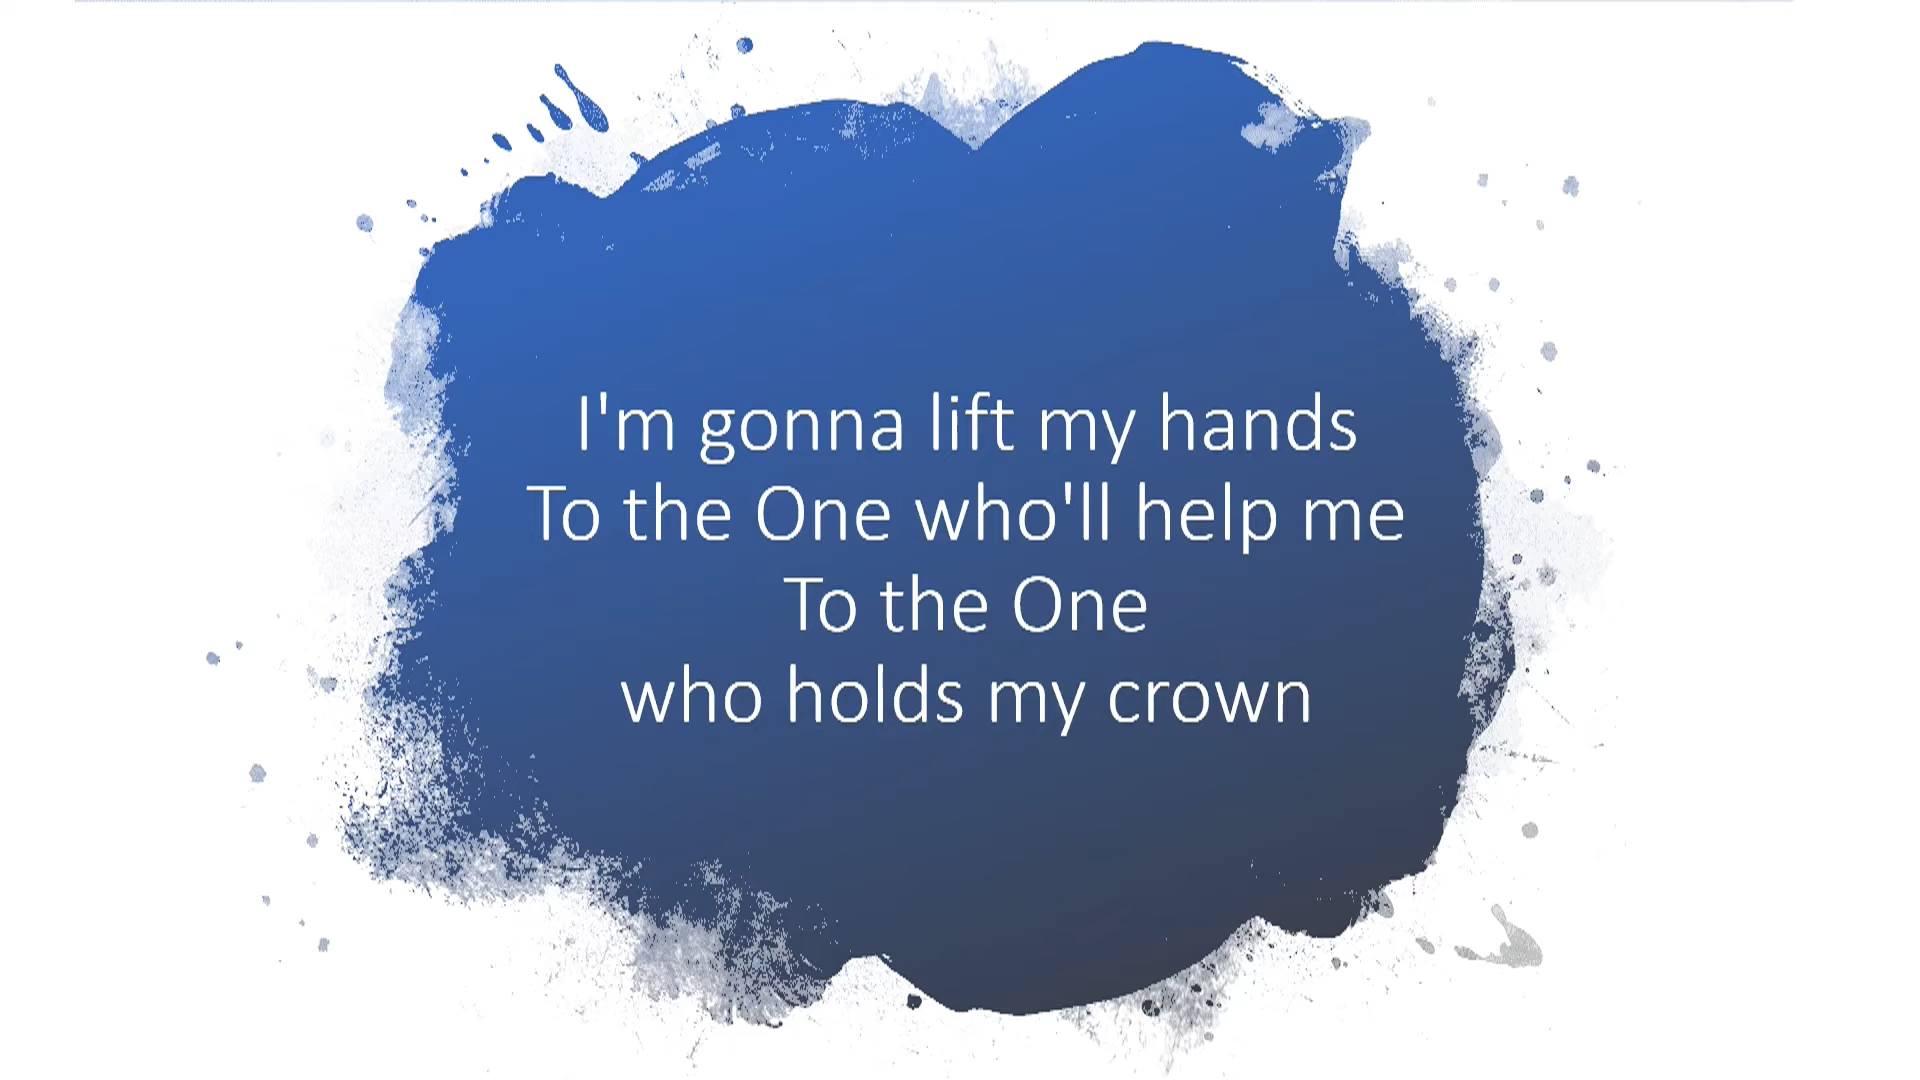 I'm gonna lift my hands
To the One who'll help me
To the One
who holds my crown